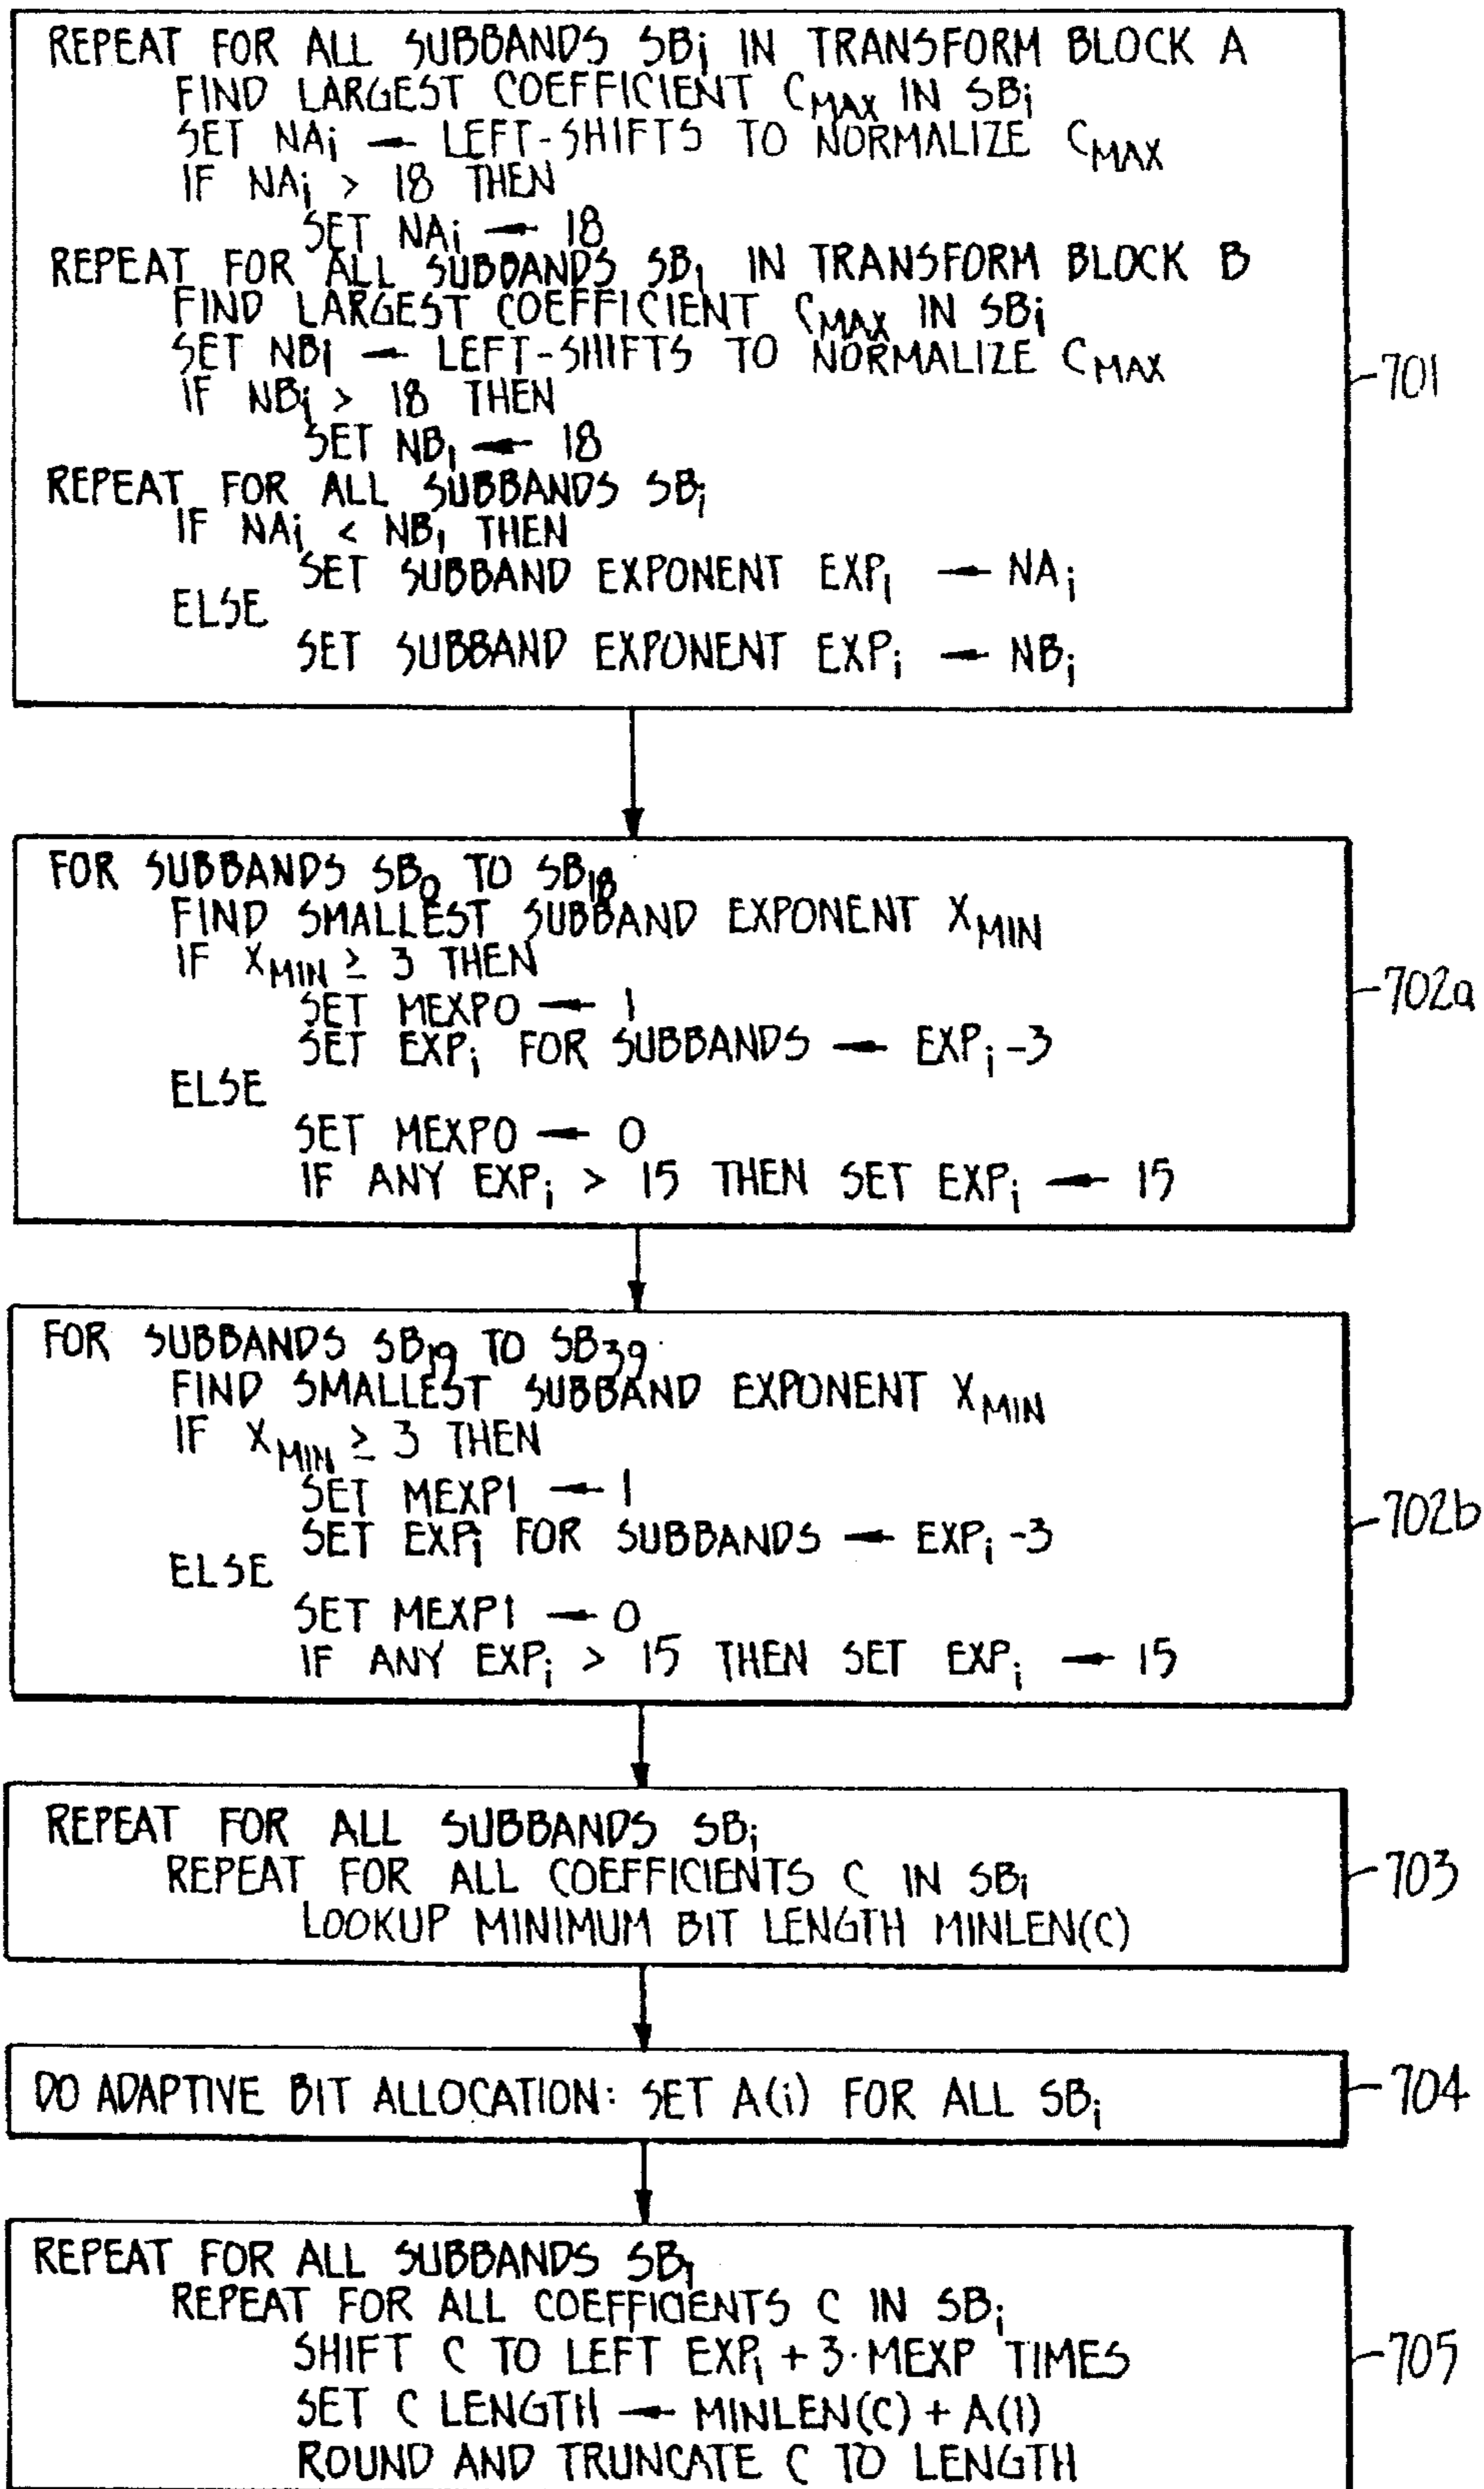 REPEAT FOR ALL SUBBANDS SBi IN TRANSFORM BLOCK A
FIND LARGEST COEFFICIENT CMAX IN SBi
SET NAi ← LEFT-SHIFTS TO NORMALIZE CMAX
IF NAi > 18 THEN
SET NAi ← 18
REPEAT FOR ALL SUBBANDS SBi IN TRANSFORM BLOCK B
FIND LARGEST COEFFICIENT CMAX IN SBi
SET NBi ← LEFT-SHIFTS TO NORMALIZE CMAX
IF NBi > 18 THEN
SET NBi ← 18
REPEAT FOR ALL SUBBANDS SBi
IF NAi < NBi THEN
SET SUBBAND EXPONENT EXPi ← NAi
ELSE
SET SUBBAND EXPONENT EXPi ← NBi
701
FOR SUBBANDS SB0 TO SB18
FIND SMALLEST SUBBAND EXPONENT XMIN
IF XMIN ≥ 3 THEN
SET MEXP0 ← 1
SET EXPi FOR SUBBANDS ← EXPi -3
ELSE
SET MEXP0 ← 0
IF ANY EXPi > 15 THEN SET EXPi ← 15
702a
FOR SUBBANDS SB19 TO SB39
FIND SMALLEST SUBBAND EXPONENT XMIN
IF XMIN ≥ 3 THEN
SET MEXP1 ← 1
SET EXPi FOR SUBBANDS ← EXPi -3
ELSE
SET MEXP1 ← 0
IF ANY EXPi > 15 THEN SET EXPi ← 15
702b
REPEAT FOR ALL SUBBANDS SBi
REPEAT FOR ALL COEFFICIENTS C IN SBi
LOOKUP MINIMUM BIT LENGTH MINLEN(C)
703
DO ADAPTIVE BIT ALLOCATION: SET A(i) FOR ALL SBi
704
REPEAT FOR ALL SUBBANDS SBi
REPEAT FOR ALL COEFFICIENTS C IN SBi
SHIFT C TO LEFT EXPi + 3·MEXP TIMES
SET C LENGTH ← MINLEN(C) + A(i)
ROUND AND TRUNCATE C TO LENGTH
705